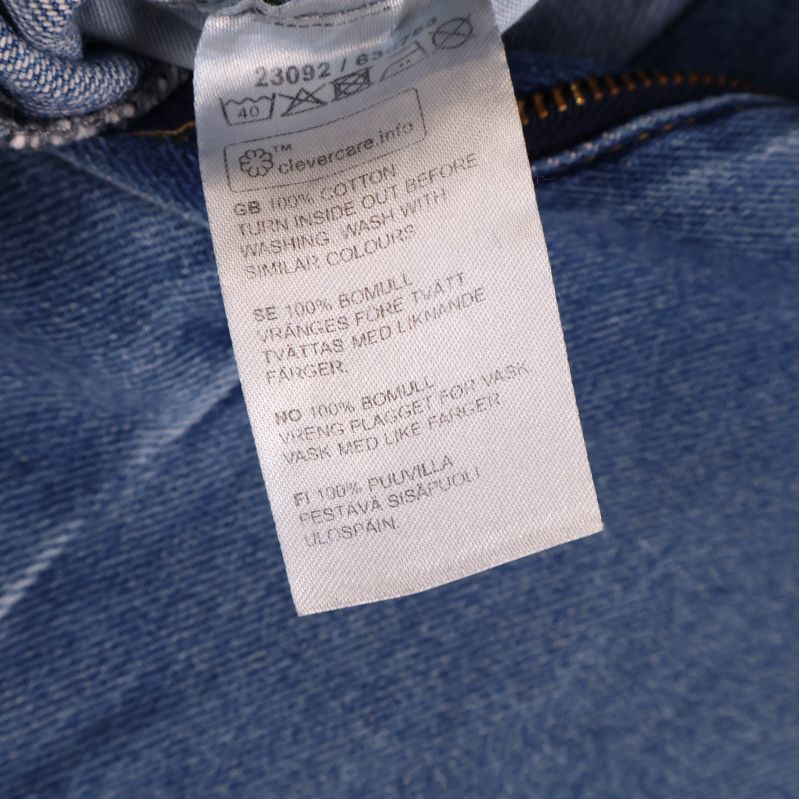 23092 /
40
™
clevercare.info
GB 100% COTTON
TURN INSIDE OUT BEFORE
WASHING. WASH WITH
SIMILAR COLOURS
SE 100% BOMULL
VRÄNGES FÖRE TVÄTT
TVÄTTAS MED LIKNANDE
FÄRGER.
NO 100% BOMULL
VRENG PLAGGET FØR VASK.
VASK MED LIKE FARGER
FI 100% PUUVILLA
PESTÄVÄ SISÄPUOLI
ULOSPÄIN.